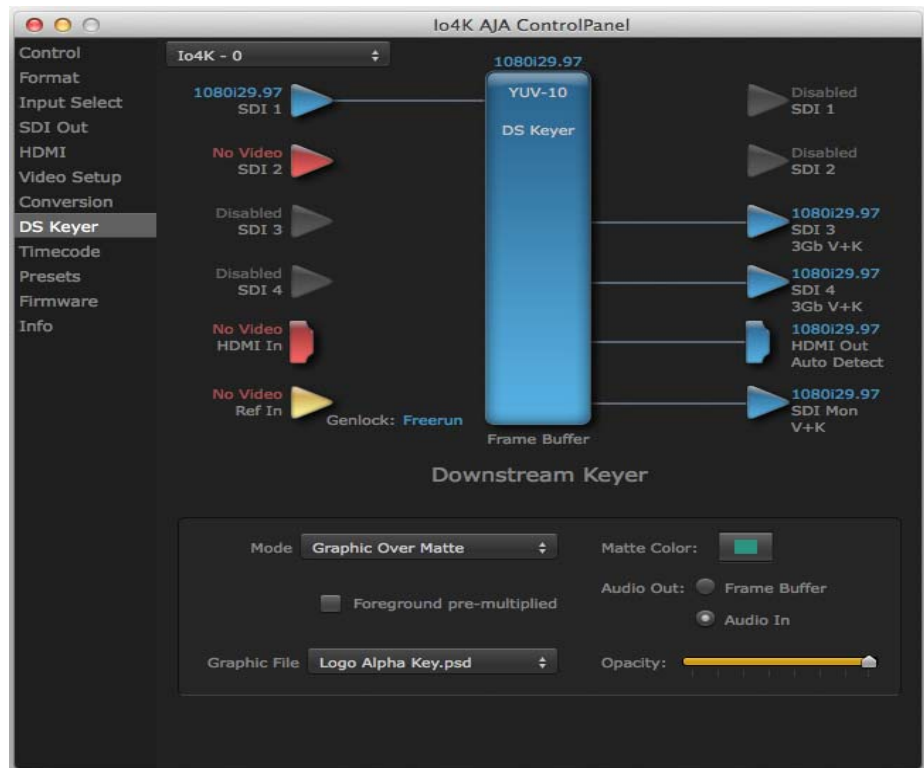 Io4K AJA ControlPanel
Control
Format
Input Select
SDI Out
HDMI
Video Setup
Conversion
DS Keyer
Timecode
Presets
Firmware
Info
Io4K - 0
1080i29.97
SDI 1
No Video
SDI 2
Disabled
SDI 3
Disabled
SDI 4
No Video
HDMI In
No Video
Ref In
Genlock: Freerun
1080i29.97
YUV-10
DS Keyer
Frame Buffer
Disabled
SDI 1
Disabled
SDI 2
1080i29.97
SDI 3
3Gb V+K
1080i29.97
SDI 4
3Gb V+K
1080i29.97
HDMI Out
Auto Detect
1080i29.97
SDI Mon
V+K
Downstream Keyer
Mode Graphic Over Matte
Foreground pre-multiplied
Graphic File Logo Alpha Key.psd
Matte Color:
Audio Out: Frame Buffer
Audio In
Opacity: